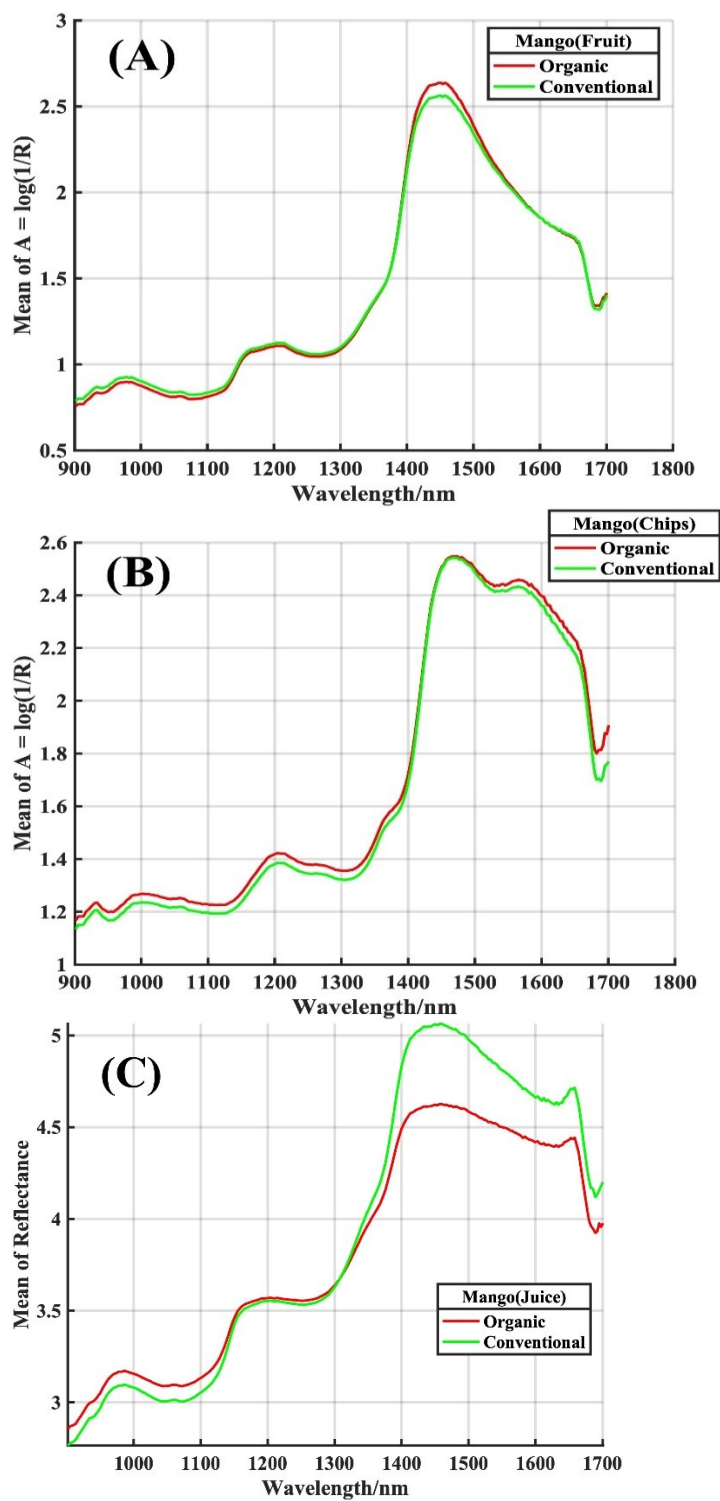 (A)
Mango(Fruit)
Organic
Conventional
3
2.5
2
1.5
1
0.5
Mean of A = log(1/R)
900 1000 1100 1200 1300 1400 1500 1600 1700 1800
Wavelength/nm
(B)
Mango(Chips)
Organic
Conventional
2.6
2.4
2.2
2
1.8
1.6
1.4
1.2
1
Mean of A = log(1/R)
900 1000 1100 1200 1300 1400 1500 1600 1700 1800
Wavelength/nm
(C)
5
4.5
4
3.5
3
Mean of Reflectance
Mango(Juice)
Organic
Conventional
1000 1100 1200 1300 1400 1500 1600 1700
Wavelength/nm